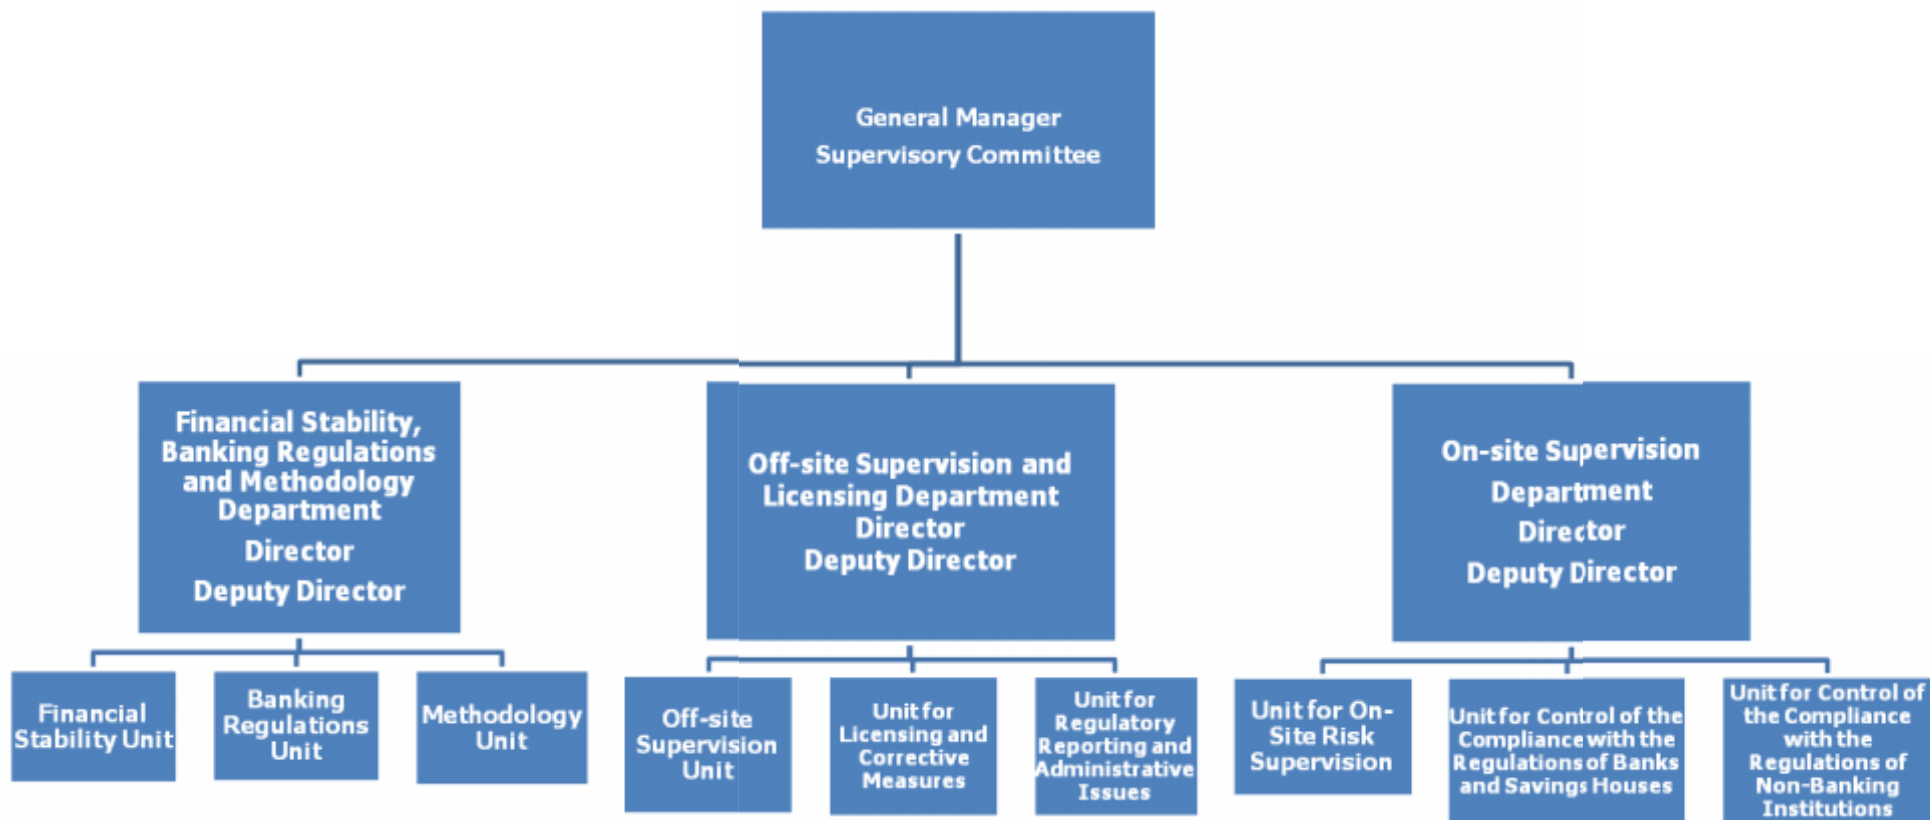 General Manager
Supervisory Committee
Financial Stability,
Banking Regulations
and Methodology
Department
Director
Deputy Director
Off-site Supervision and
Licensing Department
Director
Deputy Director
On-site Supervision
Department
Director
Deputy Director
Financial
Stability Unit
Banking
Regulations
Unit
Methodology
Unit
Off-site
Supervision
Unit
Unit for
Licensing and
Corrective
Measures
Unit for
Regulatory
Reporting and
Administrative
Issues
Unit for On-
Site Risk
Supervision
Unit for Control of the
Compliance with the
Regulations of Banks
and Savings Houses
Unit for Control of
the Compliance
with the
Regulations of
Non-Banking
Institutions